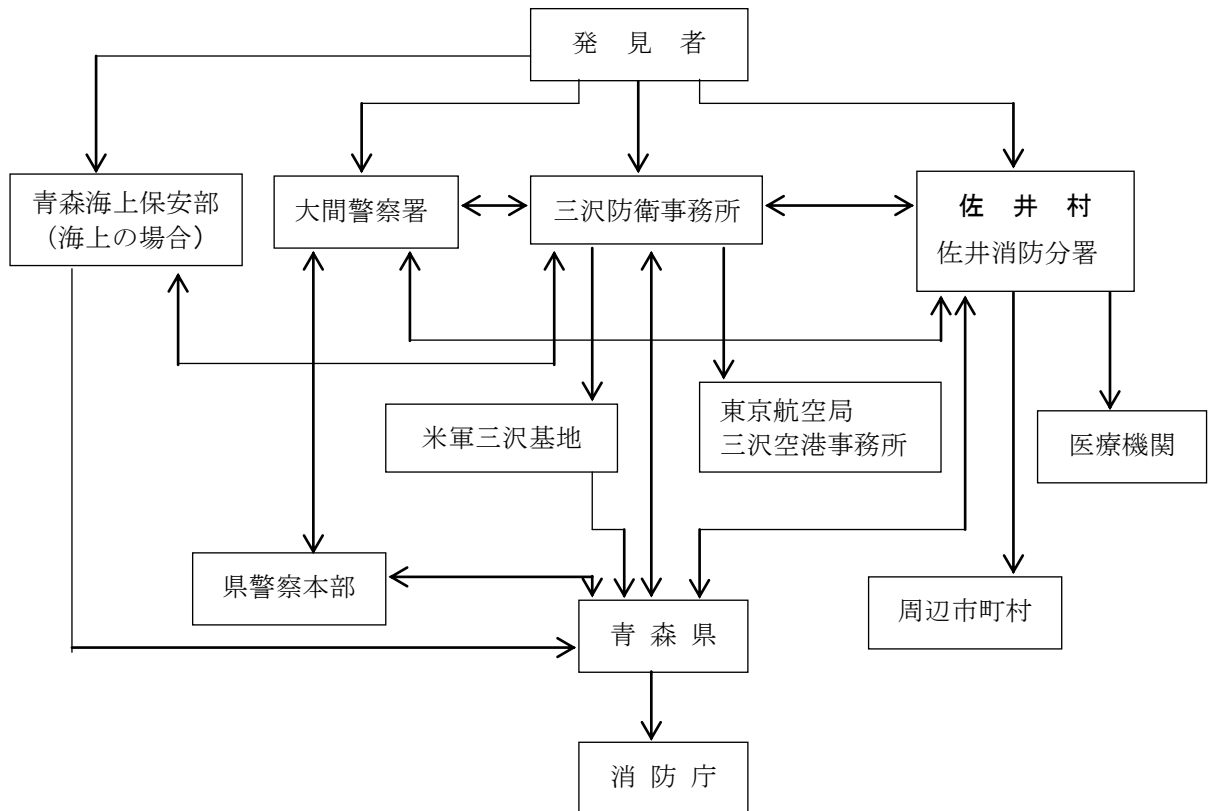 発 見 者
青森海上保安部
（海上の場合）
大間警察署
三沢防衛事務所
佐 井 村
佐井消防分署
米軍三沢基地
東京航空局
三沢空港事務所
医療機関
県警察本部
青 森 県
周辺市町村
消 防 庁